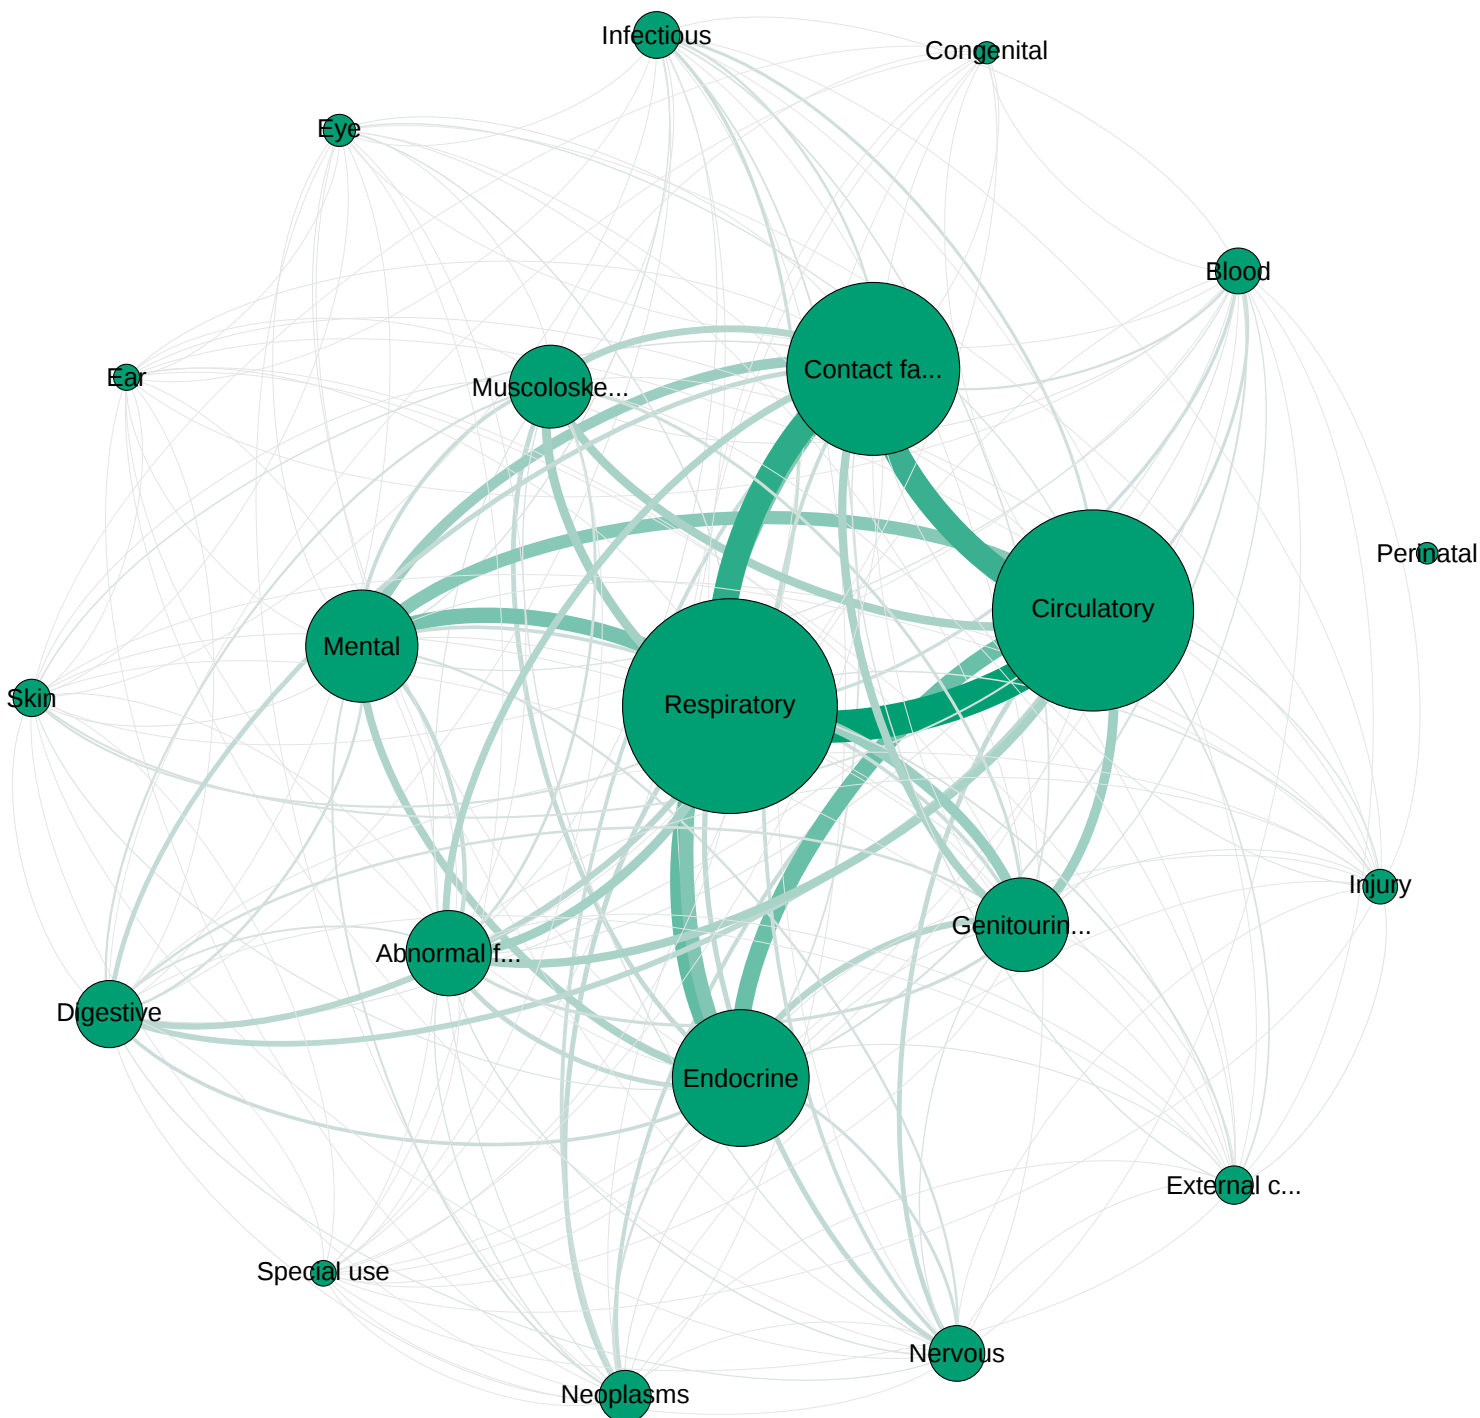 Infectious
Congenital
Eye
Blood
Ear
Contact fa...
Muscoloske...
Perinatal
Circulatory
Mental
Skin
Respiratory
Injury
Genitourin...
Abnormal f...
Digestive
Endocrine
External c...
Special use
Nervous
Neoplasms